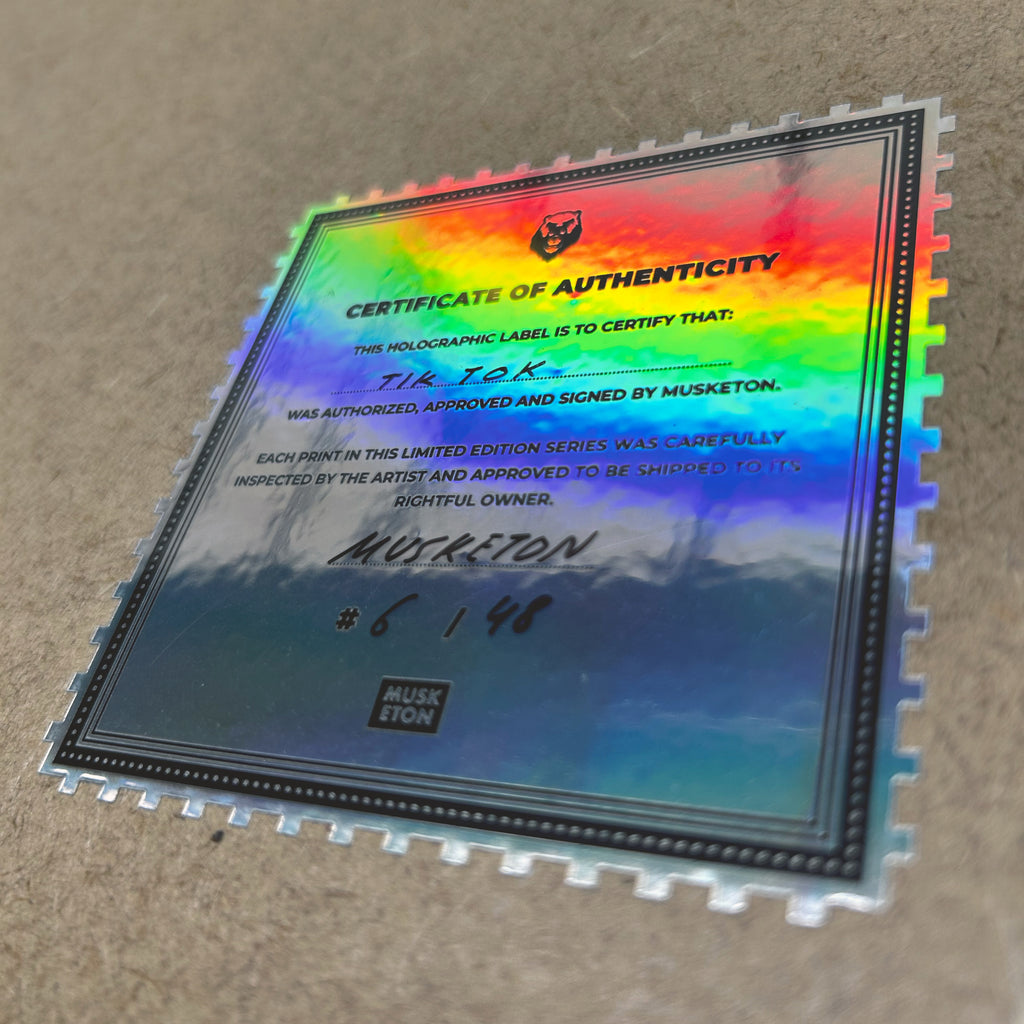 CERTIFICATE OF AUTHENTICITY
THIS HOLOGRAPHIC LABEL IS TO CERTIFY THAT:
TIK TOK
WAS AUTHORIZED, APPROVED AND SIGNED BY MUSKETON.
EACH PRINT IN THIS LIMITED EDITION SERIES WAS CAREFULLY
INSPECTED BY THE ARTIST AND APPROVED TO BE SHIPPED TO ITS
RIGHTFUL OWNER.
MUSKETON
# 6 / 48
MUSK
ETON